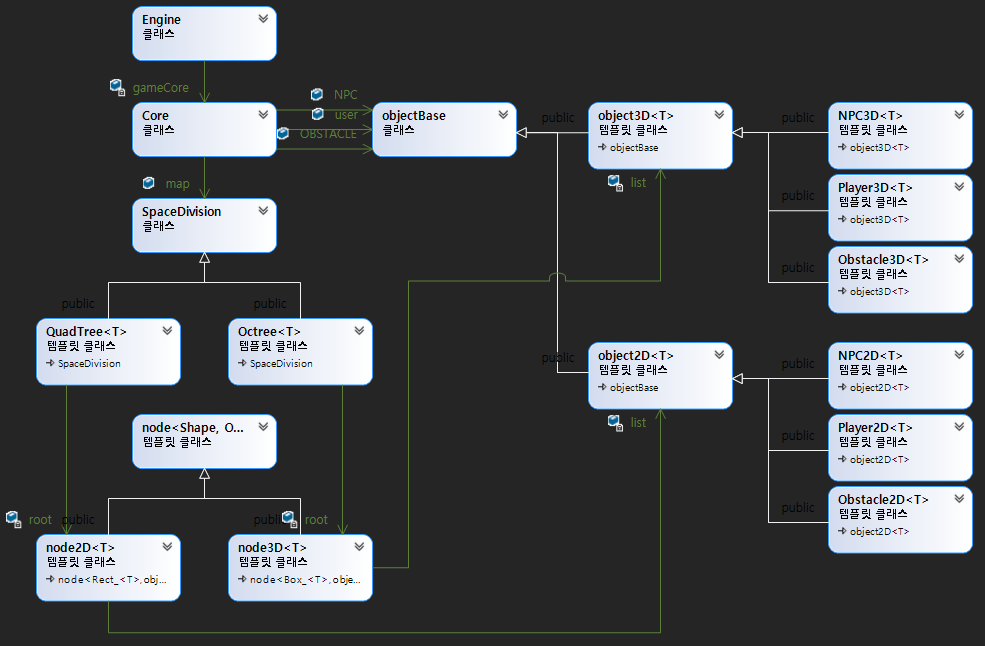 Engine
클래스
gameCore
Core
클래스
NPC
user
OBSTACLE
objectBase
클래스
public
object3D<T>
템플릿 클래스
objectBase
list
public
NPC3D<T>
템플릿 클래스
object3D<T>
public
Player3D<T>
템플릿 클래스
object3D<T>
public
Obstacle3D<T>
템플릿 클래스
object3D<T>
map
SpaceDivision
클래스
public
public
QuadTree<T>
템플릿 클래스
SpaceDivision
Octree<T>
템플릿 클래스
SpaceDivision
public
object2D<T>
템플릿 클래스
objectBase
list
public
NPC2D<T>
템플릿 클래스
object2D<T>
public
Player2D<T>
템플릿 클래스
object2D<T>
public
Obstacle2D<T>
템플릿 클래스
object2D<T>
node<Shape, O...
템플릿 클래스
root
public
public
root
node2D<T>
템플릿 클래스
node<Rect_<T>,obj...
node3D<T>
템플릿 클래스
node<Box_<T>,obje...